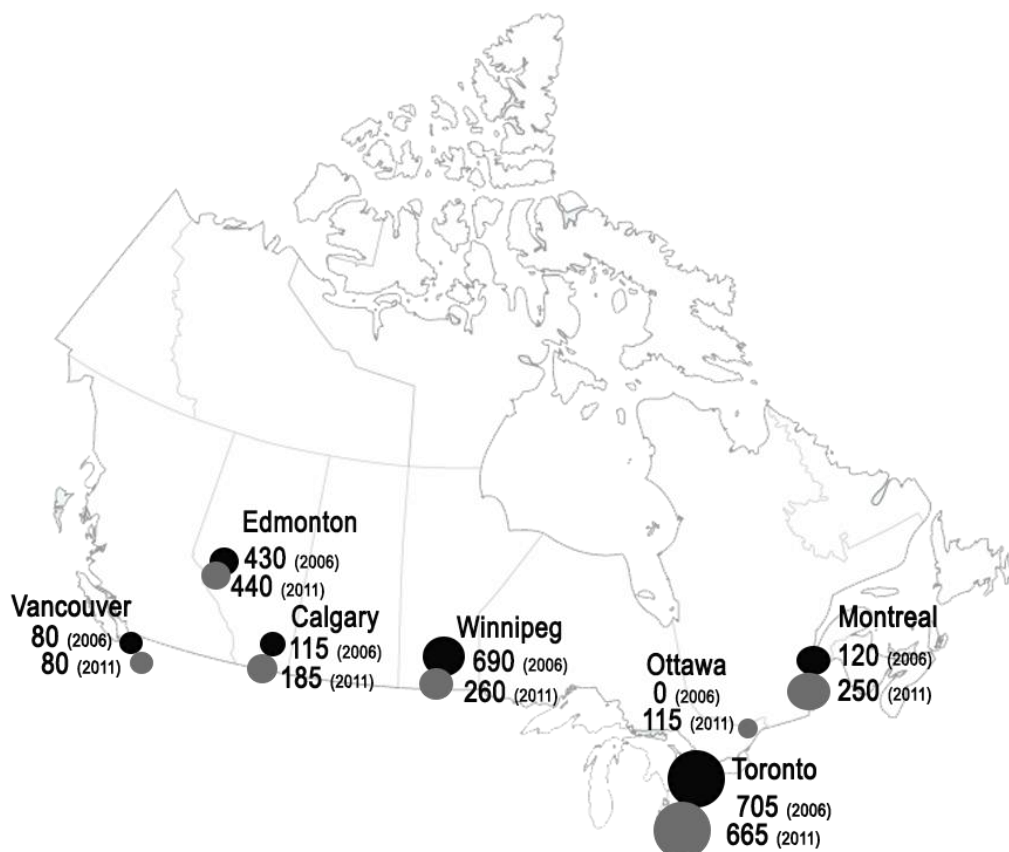 Edmonton
430 (2006)
440 (2011)
Vancouver
80 (2006)
80 (2011)
Calgary
115 (2006)
185 (2011)
Winnipeg
690 (2006)
260 (2011)
Ottawa
0 (2006)
115 (2011)
Montreal
120 (2006)
250 (2011)
Toronto
705 (2006)
665 (2011)